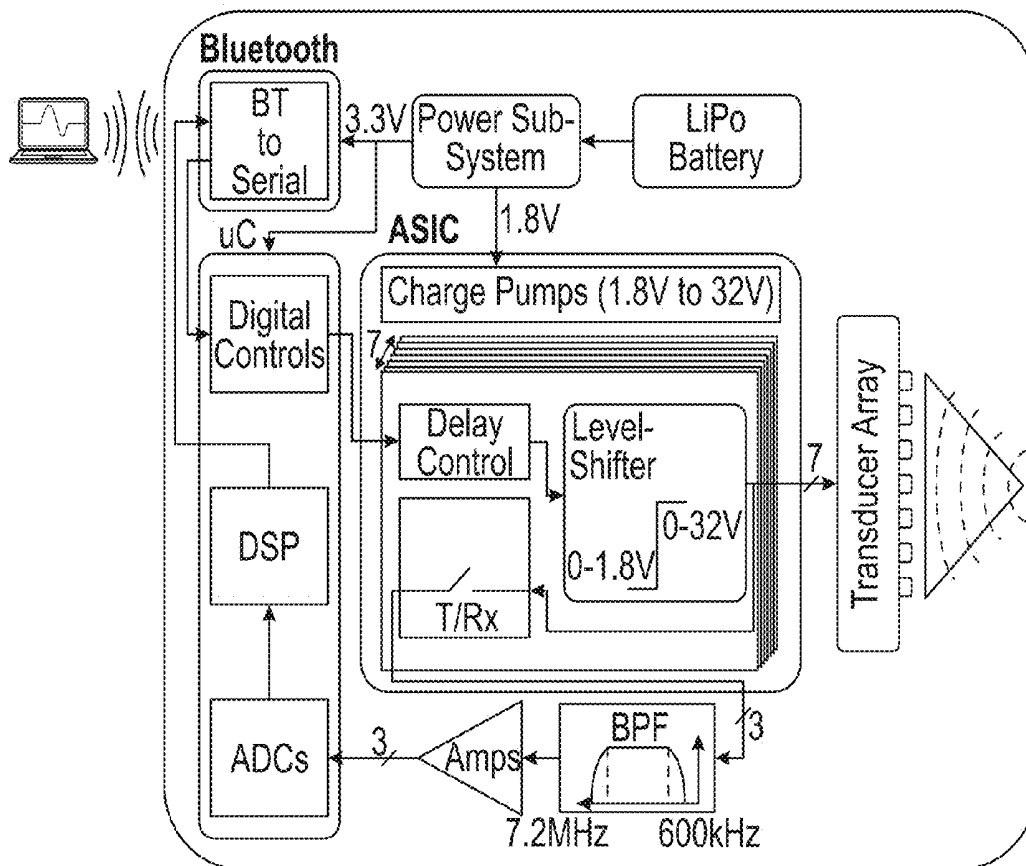 Bluetooth
BT
to
Serial
3.3V
Power Sub-
System
LiPo
Battery
1.8V
uC
ASIC
Charge Pumps (1.8V to 32V)
Digital
Controls
7
Delay
Control
Level-
Shifter
0-32V
0-1.8V
7
Transducer Array
DSP
T/Rx
ADCs
3
Amps
BPF
3
7.2MHz
600kHz